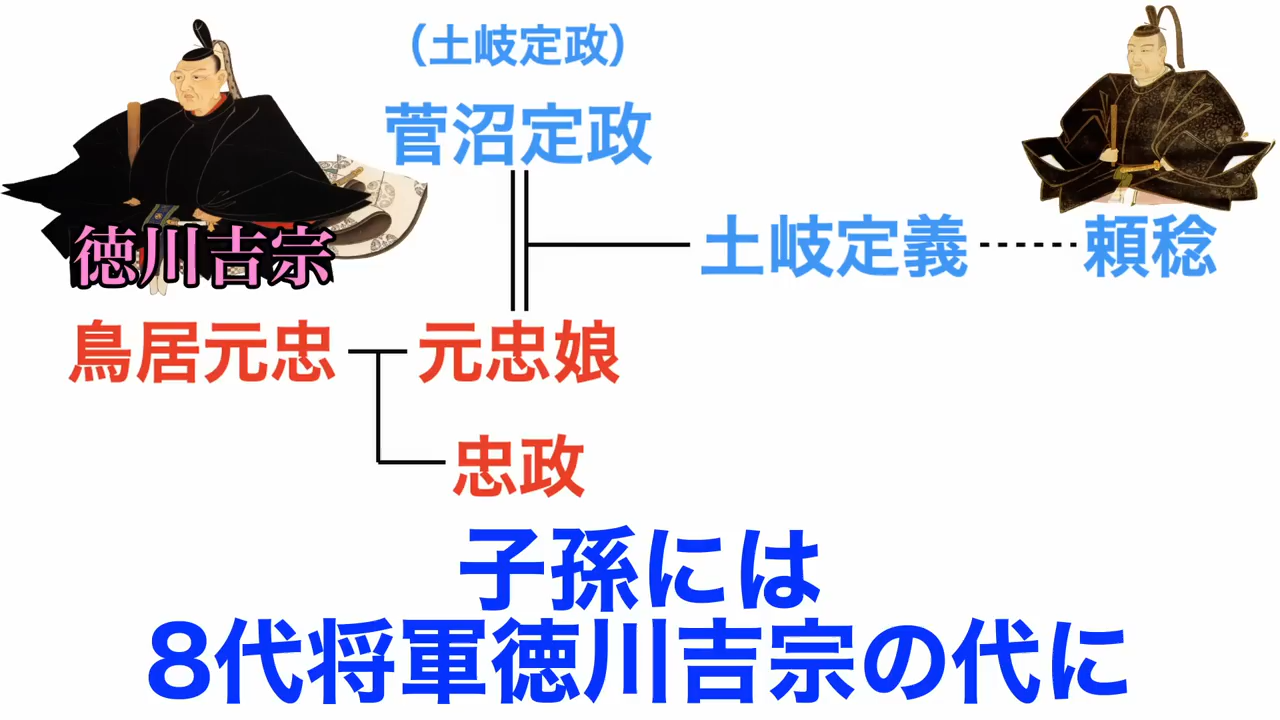 （土岐定政）
菅沼定政
徳川吉宗
土岐定義
頼稔
鳥居元忠
元忠娘
忠政
子孫には
8代将軍徳川吉宗の代に